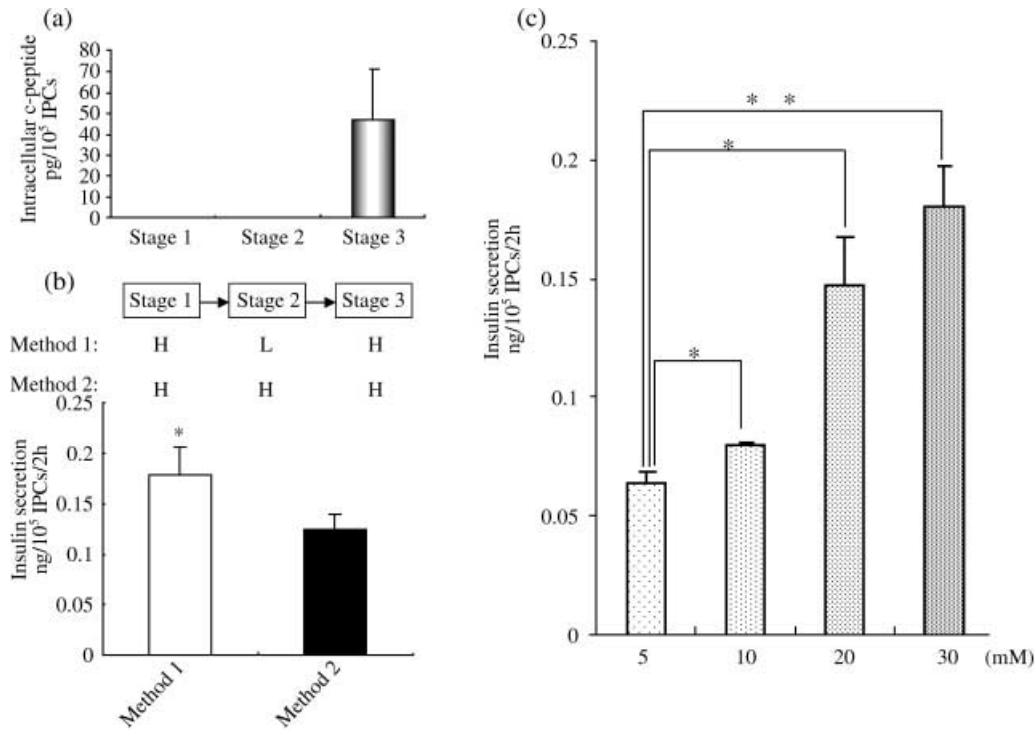 (a)
Intracellular c-peptide
pg/10⁵ IPCs
80
70
60
50
40
30
20
10
0
Stage 1 Stage 2 Stage 3
(b)
Stage 1 Stage 2 Stage 3
Method 1: H L H
Method 2: H H H
Insulin secretion
ng/10⁵ IPCs/2h
0.25
0.2
0.15
0.1
0.05
0
*
Method 1 Method 2
(c)
Insulin secretion
ng/10⁵ IPCs/2h
0.25
0.2
0.15
0.1
0.05
0
* *
*
*
5 10 20 30 (mM)